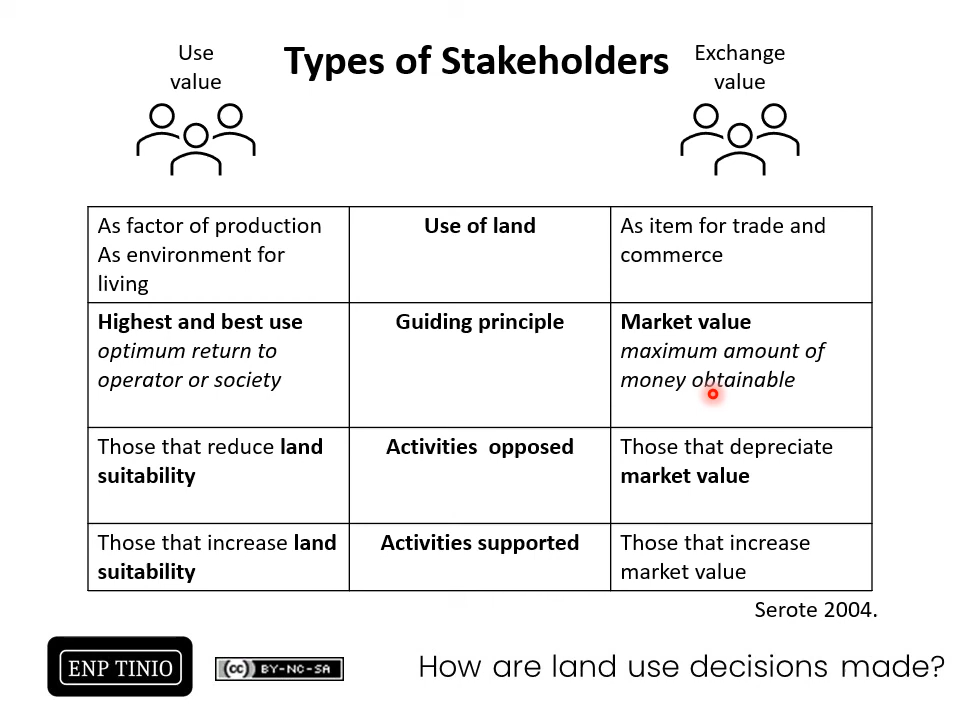 Use
value
Types of Stakeholders
Exchange
value
As factor of production
As environment for
living
Use of land
As item for trade and
commerce
Highest and best use
optimum return to
operator or society
Guiding principle
Market value
maximum amount of
money obtainable
Those that reduce land
suitability
Activities opposed
Those that depreciate
market value
Those that increase land
suitability
Activities supported
Those that increase
market value
Serote 2004.
ENP TINIO
(cc) BY-NC-SA
How are land use decisions made?